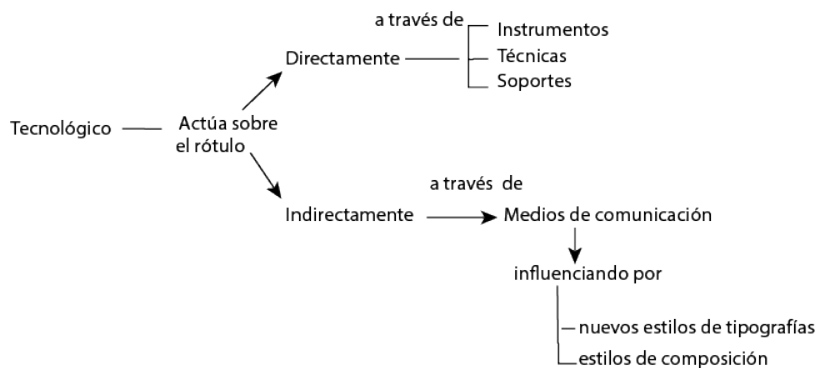 a través de
Instrumentos
Directamente
Técnicas
Soportes
Tecnológico
Actúa sobre
el rótulo
a través de
Indirectamente
Medios de comunicación
influenciando por
nuevos estilos de tipografías
estilos de composición